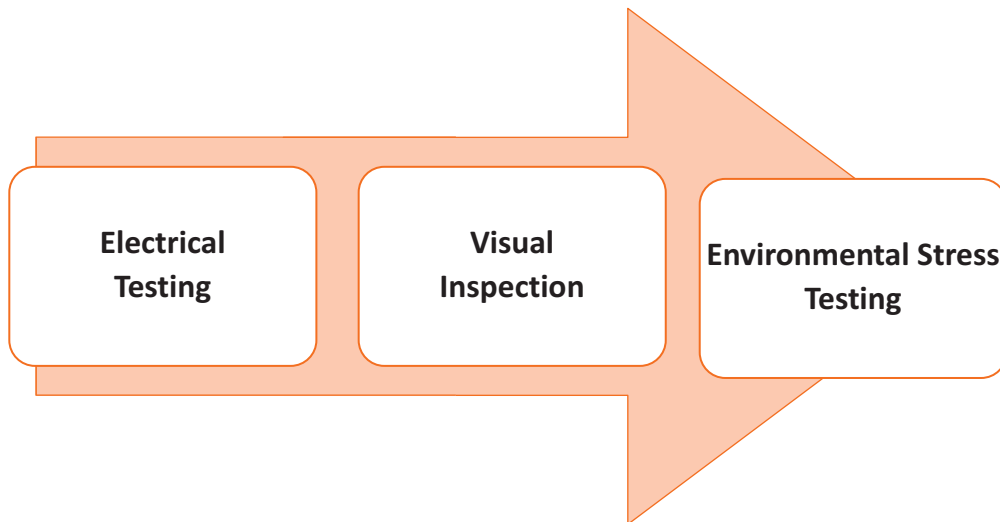 Electrical
Testing
Visual
Inspection
Environmental Stress
Testing